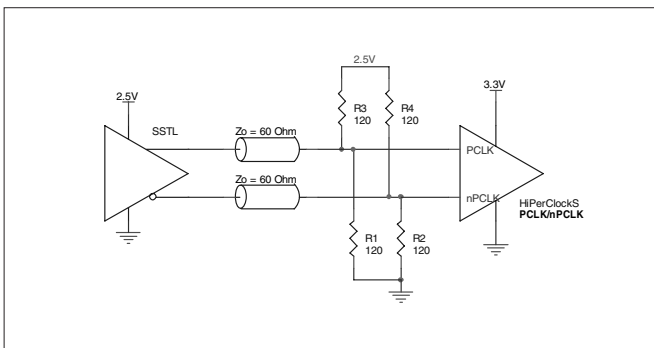 2.5V
2.5V
3.3V
SSTL
R3
120
R4
120
Zo = 60 Ohm
PCLK
Zo = 60 Ohm
nPCLK
HiPerClockS
PCLK/nPCLK
R1
120
R2
120